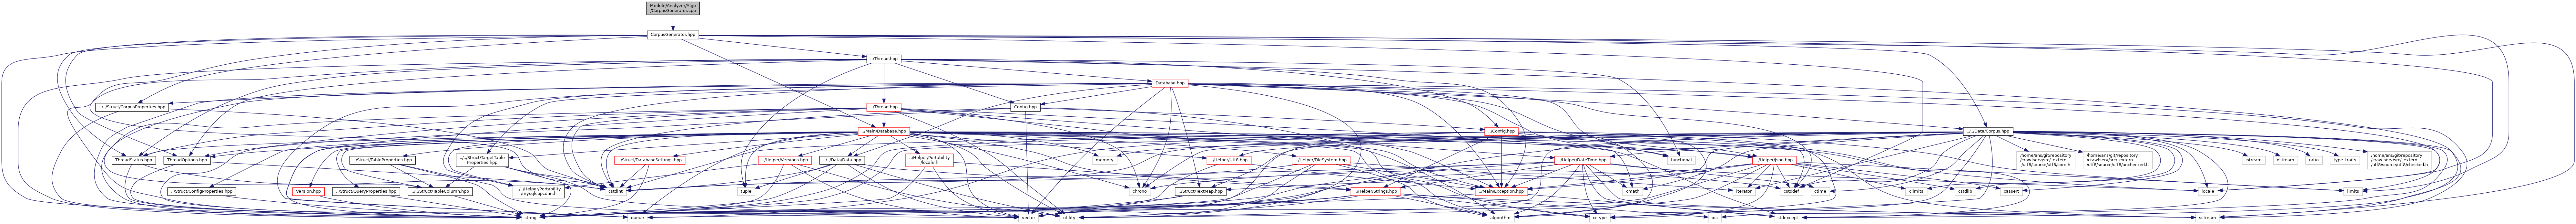 Module/Analyzer/Algo
/CorpusGenerator.cpp
CorpusGenerator.hpp
../Thread.hpp
Database.hpp
../../Struct/CorpusProperties.hpp
../Thread.hpp
Config.hpp
../Main/Database.hpp
../Config.hpp
../../Data/Corpus.hpp
ThreadStatus.hpp
ThreadOptions.hpp
../../Struct/TableProperties.hpp
../../Struct/TargetTable
Properties.hpp
../Struct/DatabaseSettings.hpp
../Helper/Versions.hpp
../../Data/Data.hpp
../Helper/Portability
/locale.h
memory
../Helper/Utf8.hpp
../Helper/FileSystem.hpp
../Helper/DateTime.hpp
functional
../Helper/Json.hpp
/home/ans/git/repository
/crawlserv/src/_extern
/utf8/source/utf8/core.h
/home/ans/git/repository
/crawlserv/src/_extern
/utf8/source/utf8/unchecked.h
istream
ostream
ratio
type_traits
/home/ans/git/repository
/crawlserv/src/_extern
/utf8/source/utf8/unchecked.h
../Struct/ConfigProperties.hpp
Version.hpp
../Struct/QueryProperties.hpp
../../Struct/TableColumn.hpp
../Helper/Portability
/mysqlcppconn.h
cstdint
tuple
chrono
../Struct/TextMap.hpp
../Helper/Strings.hpp
../Main/Exception.hpp
cmath
iterator
cstddef
ctime
climits
cstdlib
cassert
locale
limits
string
queue
vector
utility
algorithm
cctype
ios
stdexcept
sstream